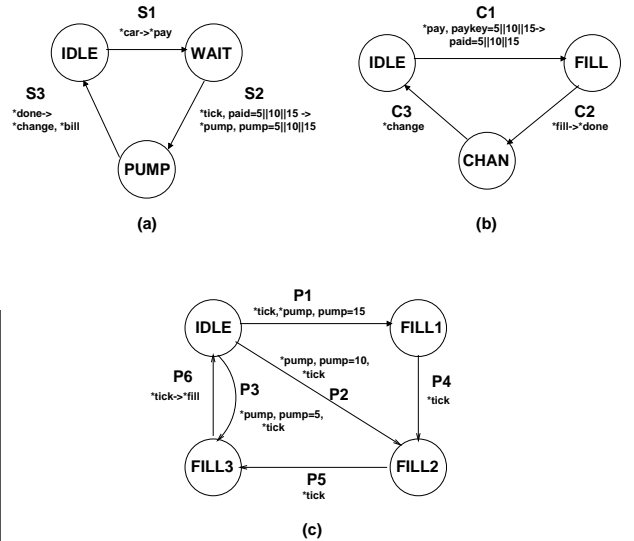 S1
*car->*pay
IDLE
WAIT
S3
*done->
*change, *bill
S2
*tick, paid=5||10||15 ->
*pump, pump=5||10||15
PUMP
(a)
C1
*pay, paykey=5||10||15->
paid=5||10||15
IDLE
FILL
C3
*change
C2
*fill->*done
CHAN
(b)
P1
*tick,*pump, pump=15
IDLE
FILL1
*pump, pump=10,
*tick
P2
P6
*tick->*fill
P3
*pump, pump=5,
*tick
P4
*tick
FILL3
FILL2
P5
*tick
(c)